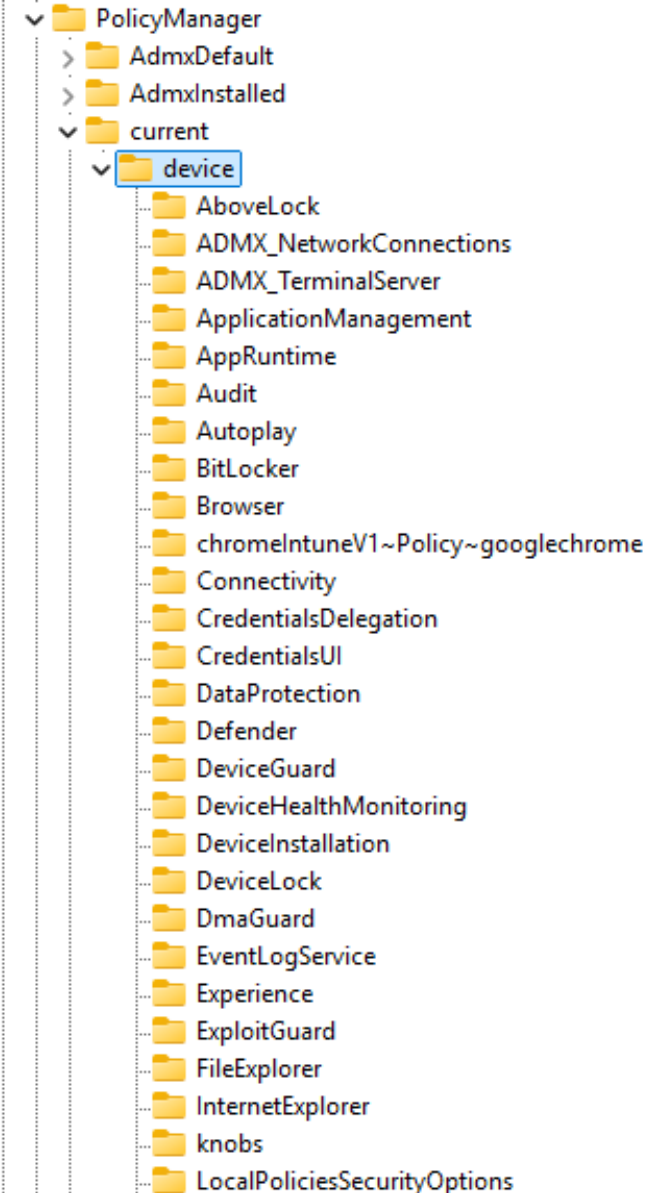 PolicyManager
AdmxDefault
AdmxInstalled
current
device
AboveLock
ADMX_NetworkConnections
ADMX_TerminalServer
ApplicationManagement
AppRuntime
Audit
Autoplay
BitLocker
Browser
chromeIntuneV1~Policy~googlechrome
Connectivity
CredentialsDelegation
CredentialsUI
DataProtection
Defender
DeviceGuard
DeviceHealthMonitoring
DeviceInstallation
DeviceLock
DmaGuard
EventLogService
Experience
ExploitGuard
FileExplorer
InternetExplorer
knobs
LocalPoliciesSecurityOptions